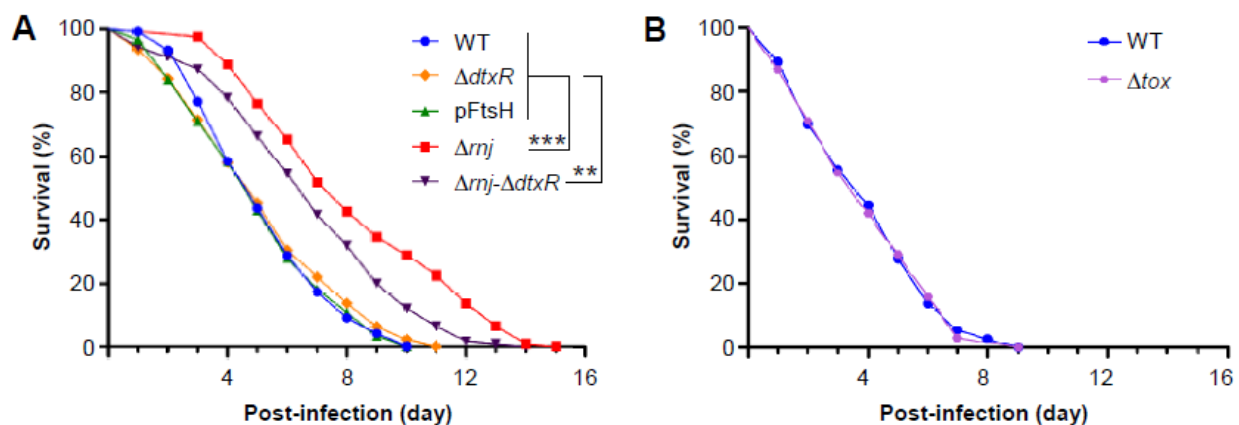 A
B
100
80
60
40
20
0
Survival (%)
4
8
12
16
Post-infection (day)
WT
ΔdtxR
pFtsH
Δrnj
Δrnj-ΔdtxR
***
**
100
80
60
40
20
0
Survival (%)
0
4
8
12
16
Post-infection (day)
WT
Δtox